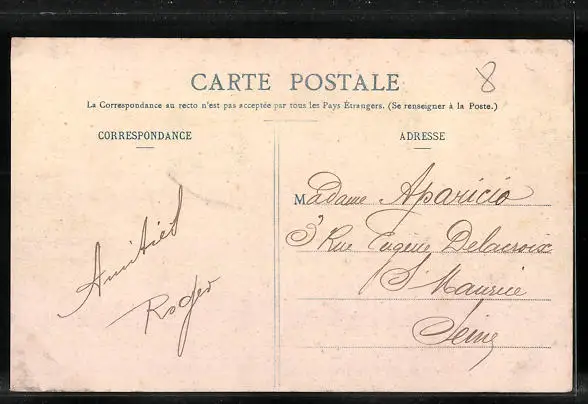 8
CARTE POSTALE
La Correspondance au recto n'est pas acceptée par tous les Pays Étrangers. (Se renseigner à la Poste.)
CORRESPONDANCE
Amitiés
Roger
ADRESSE
Madame Aparicio
3 Rue Eugène Delacroix
St Maurice
Seine